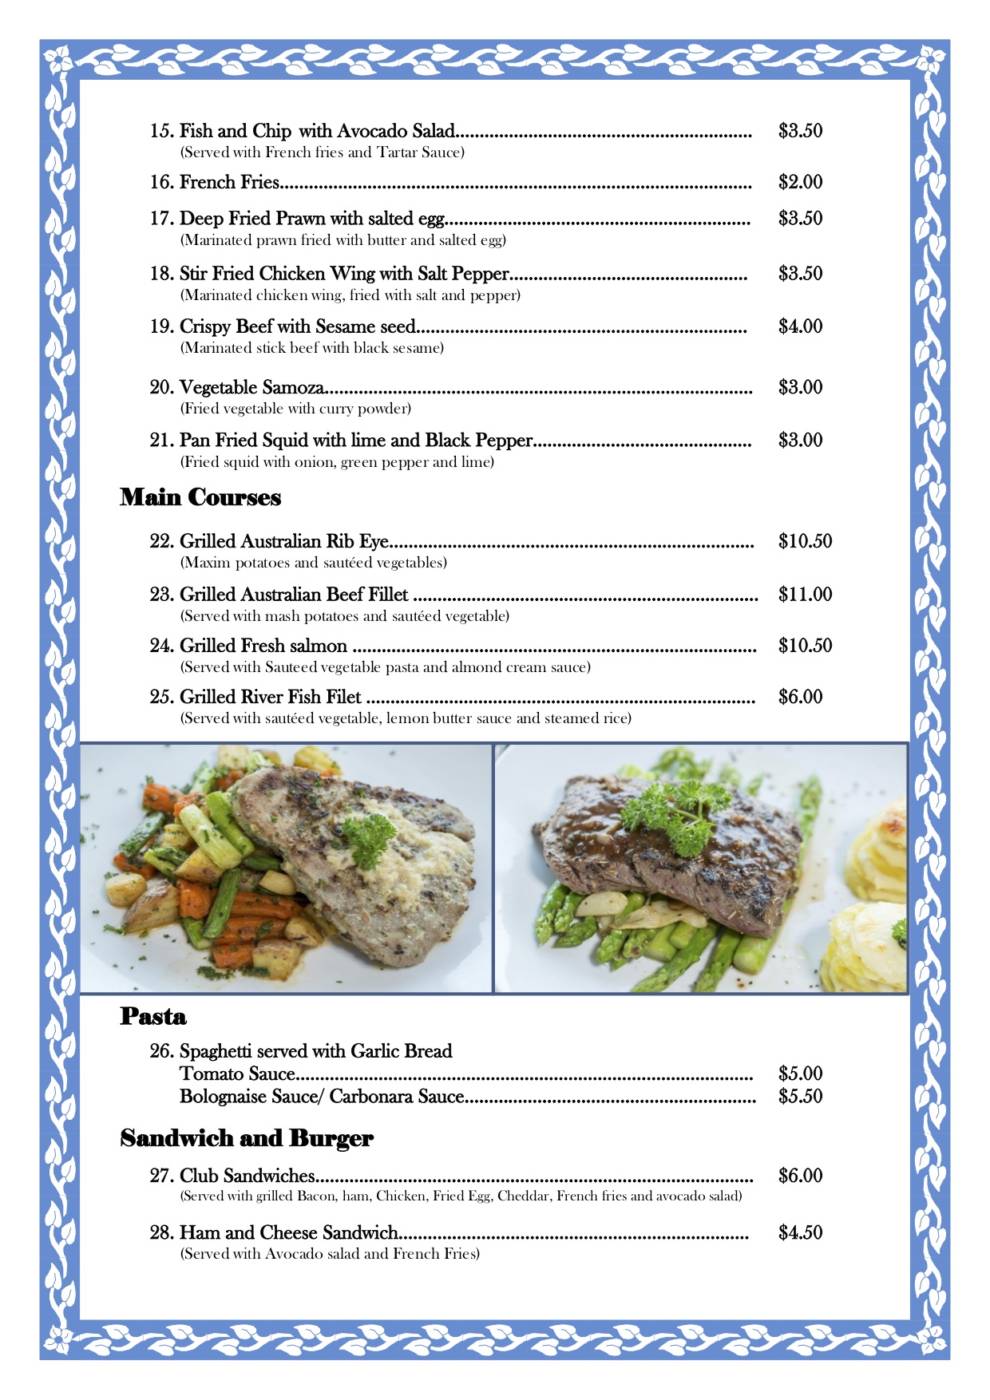 15. Fish and Chip with Avocado Salad............................................................. $3.50
(Served with French fries and Tartar Sauce)
16. French Fries................................................................................................. $2.00
17. Deep Fried Prawn with salted egg............................................................... $3.50
(Marinated prawn fried with butter and salted egg)
18. Stir Fried Chicken Wing with Salt Pepper................................................. $3.50
(Marinated chicken wing, fried with salt and pepper)
19. Crispy Beef with Sesame seed.................................................................... $4.00
(Marinated stick beef with black sesame)
20. Vegetable Samoza........................................................................................ $3.00
(Fried vegetable with curry powder)
21. Pan Fried Squid with lime and Black Pepper............................................. $3.00
(Fried squid with onion, green pepper and lime)
Main Courses
22. Grilled Australian Rib Eye........................................................................... $10.50
(Maxim potatoes and sautéed vegetables)
23. Grilled Australian Beef Fillet ....................................................................... $11.00
(Served with mash potatoes and sautéed vegetable)
24. Grilled Fresh salmon ................................................................................... $10.50
(Served with Sauteed vegetable pasta and almond cream sauce)
25. Grilled River Fish Filet ................................................................................ $6.00
(Served with sautéed vegetable, lemon butter sauce and steamed rice)
Pasta
26. Spaghetti served with Garlic Bread
Tomato Sauce.............................................................................................. $5.00
Bolognaise Sauce/ Carbonara Sauce............................................................ $5.50
Sandwich and Burger
27. Club Sandwiches.......................................................................................... $6.00
(Served with grilled Bacon, ham, Chicken, Fried Egg, Cheddar, French fries and avocado salad)
28. Ham and Cheese Sandwich........................................................................ $4.50
(Served with Avocado salad and French Fries)